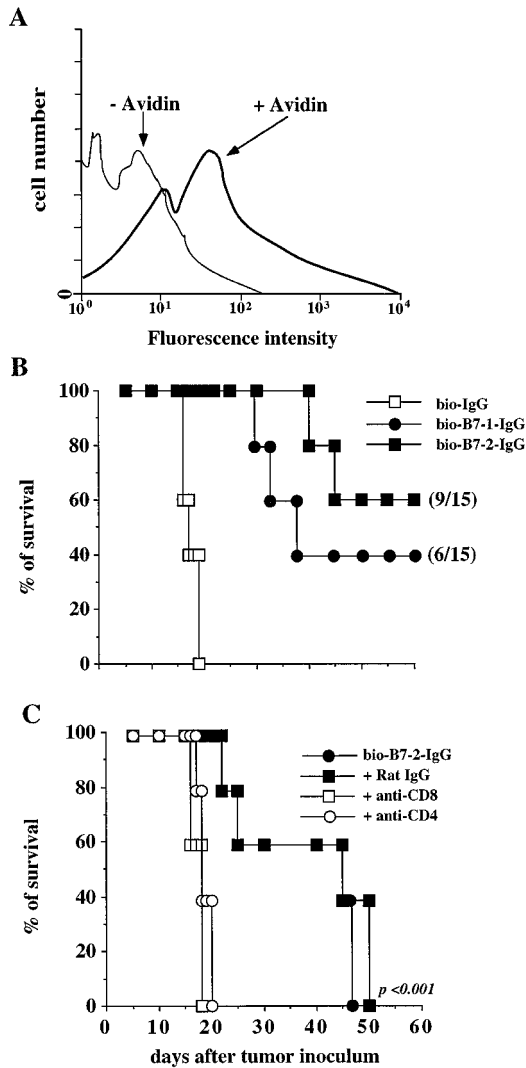 A
cell number
- Avidin
+ Avidin
0
10^0
10^1
10^2
10^3
10^4
Fluorescence intensity
B
% of survival
100
80
60
40
20
0
bio-IgG
bio-B7-1-IgG
bio-B7-2-IgG
(9/15)
(6/15)
C
% of survival
100
80
60
40
20
0
bio-B7-2-IgG
+ Rat IgG
+ anti-CD8
+ anti-CD4
p <0.001
0
10
20
30
40
50
60
days after tumor inoculum